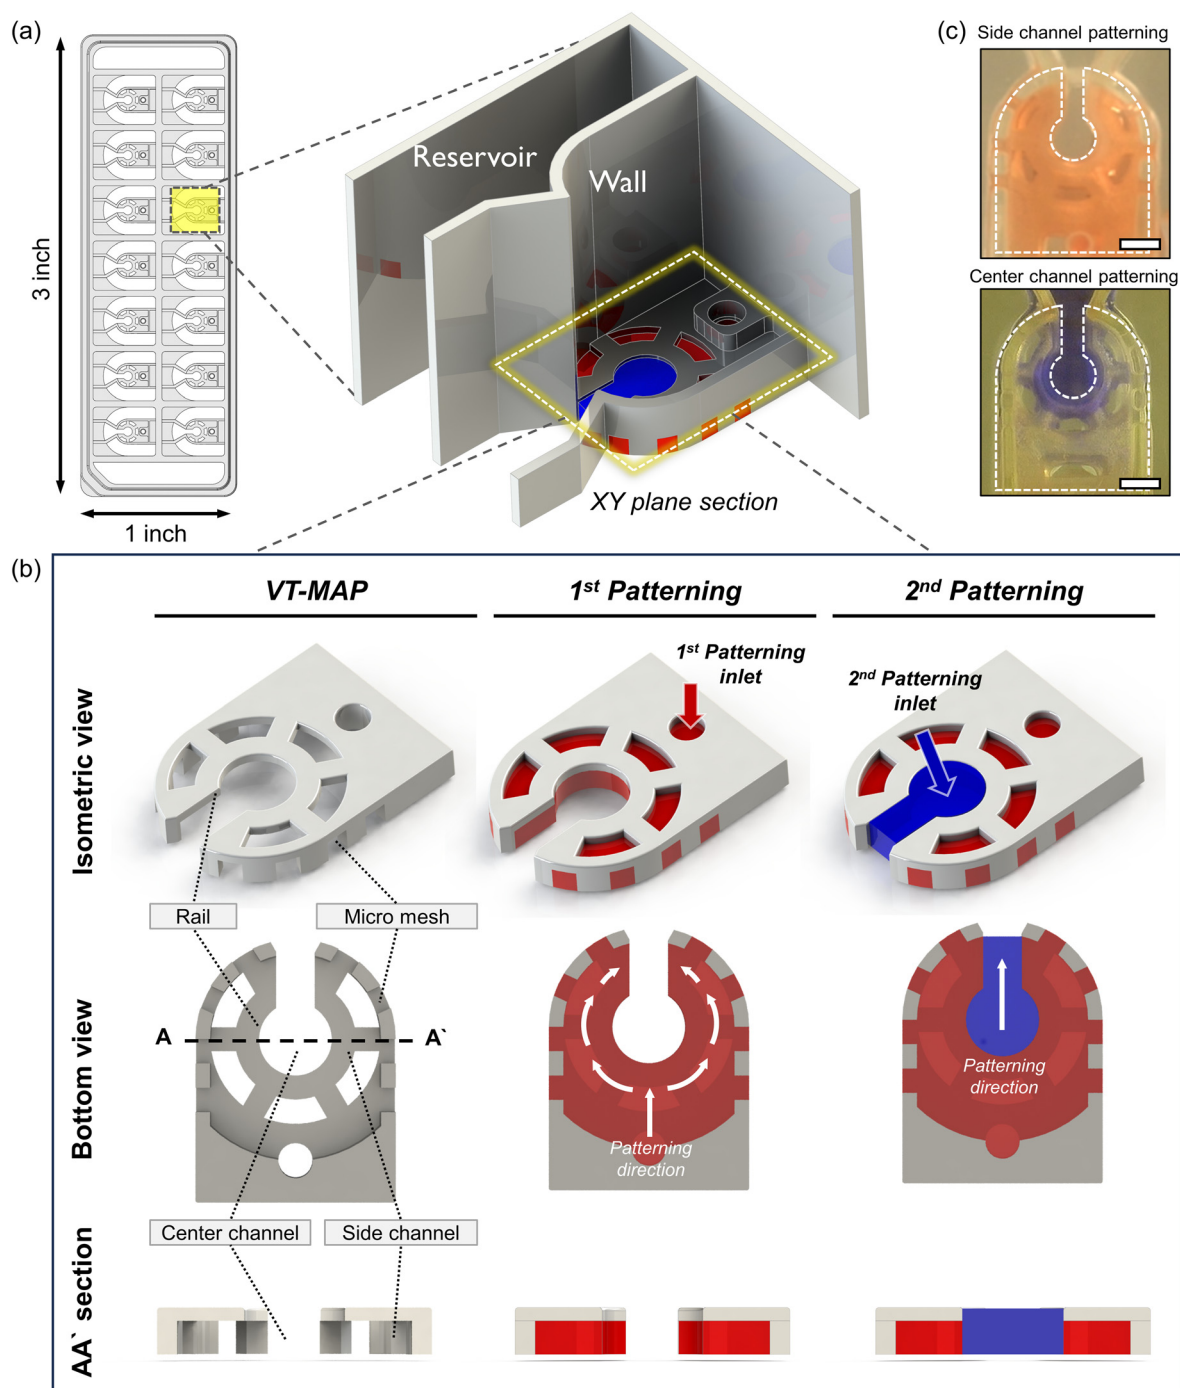 (a)
3 inch
1 inch
Reservoir
Wall
XY plane section
(c)
Side channel patterning
Center channel patterning
(b)
VT-MAP
1st Patterning
2nd Patterning
Isometric view
1st Patterning
inlet
2nd Patterning
inlet
Rail
Micro mesh
Bottom view
A
A`
Patterning
direction
Patterning
direction
Center channel
Side channel
AA` section